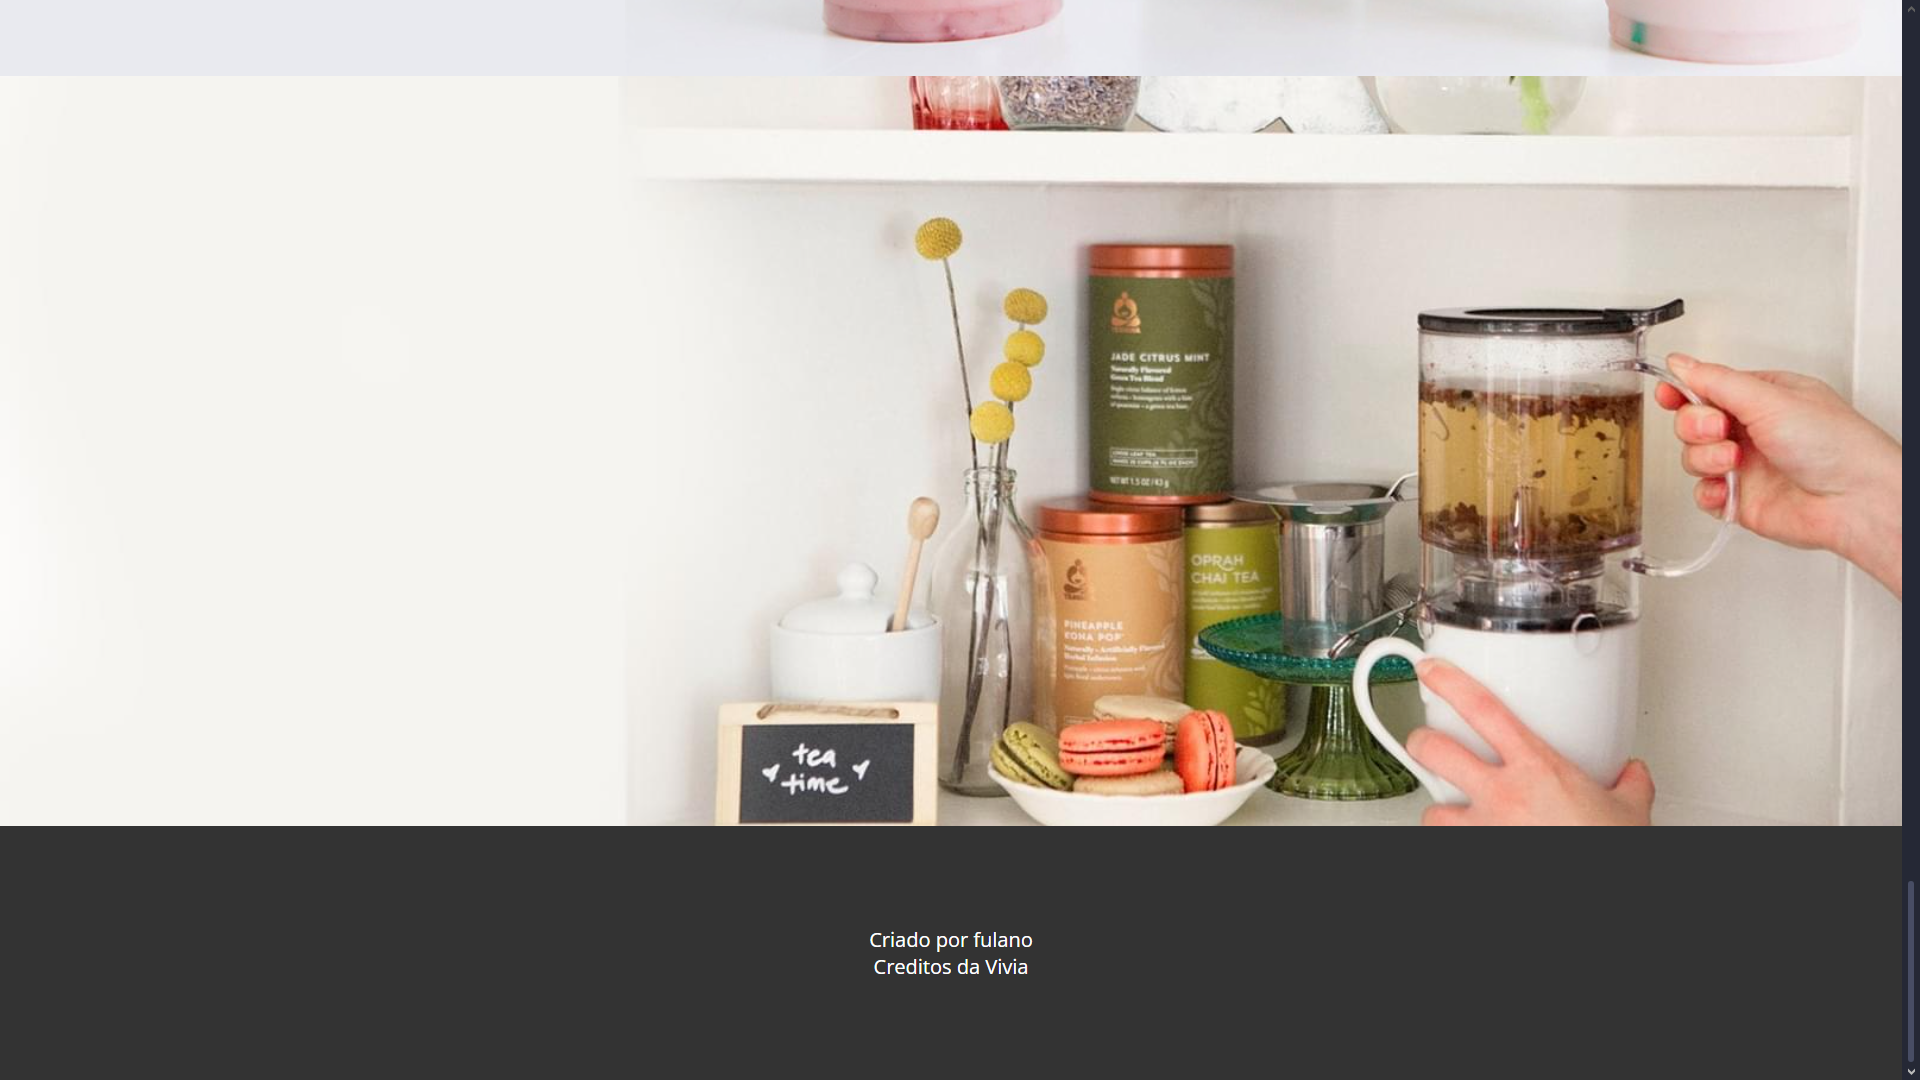 JADE CITRUS MINT
Naturally Flavored
Green Tea Blend
NET WT 1.5 OZ / 43 g
OPRAH
CHAI TEA
PINEAPPLE
KONA POP
Naturally + Artificially Flavored
Herbal Infusion
tea
time
Criado por fulano
Creditos da Vivia